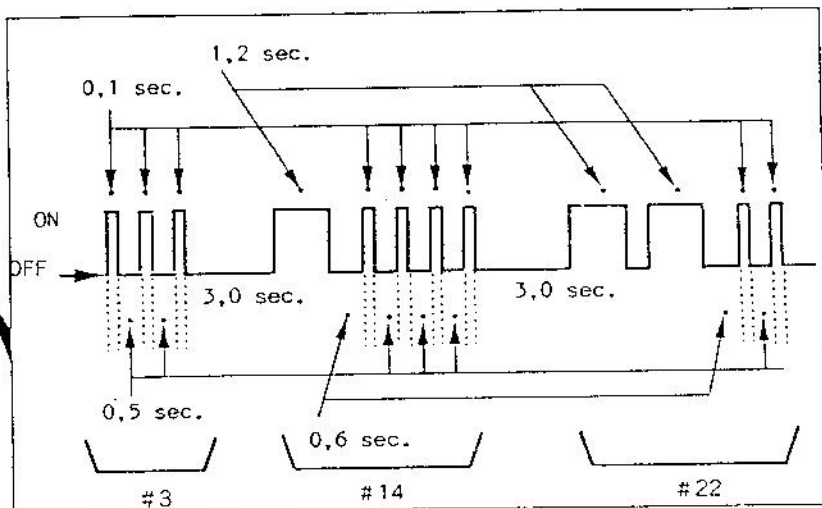 1,2 sec.
0,1 sec.
ON
OFF
3,0 sec.
3,0 sec.
0,5 sec.
0,6 sec.
#3
#14
#22